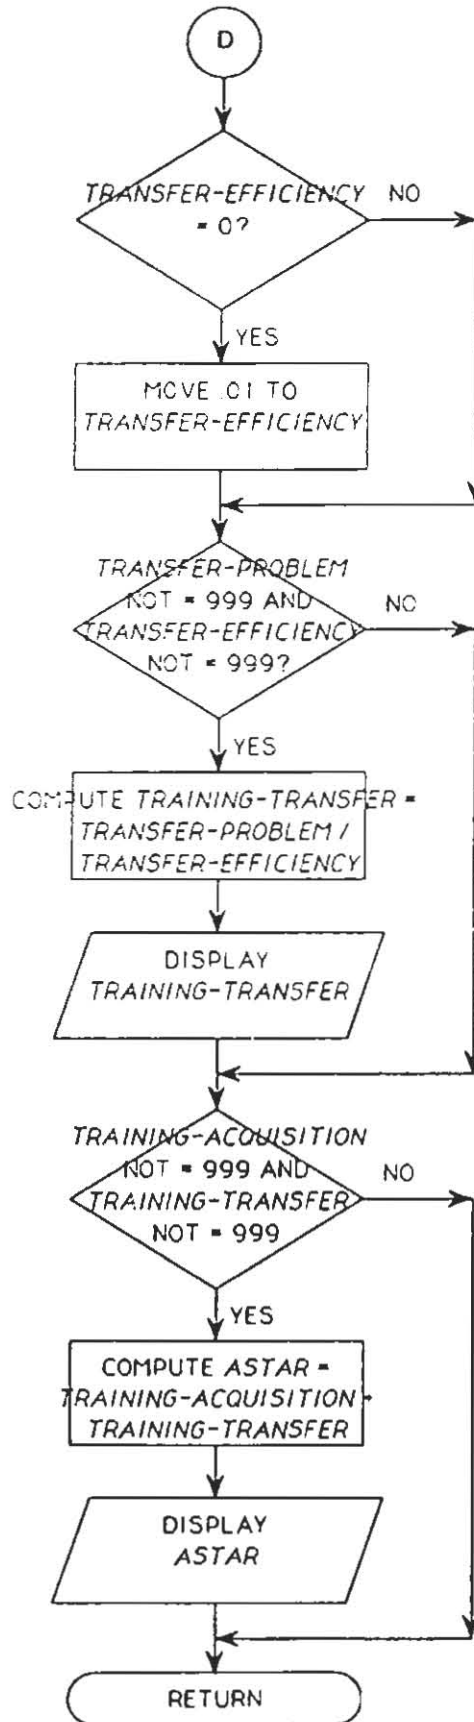 D
TRANSFER-EFFICIENCY NO
= 0?
YES
MOVE .01 TO
TRANSFER-EFFICIENCY
TRANSFER-PROBLEM
NOT = 999 AND NO
TRANSFER-EFFICIENCY
NOT = 999?
YES
COMPUTE TRAINING-TRANSFER =
TRANSFER-PROBLEM /
TRANSFER-EFFICIENCY
DISPLAY
TRAINING-TRANSFER
TRAINING-ACQUISITION
NOT = 999 AND NO
TRAINING-TRANSFER
NOT = 999
YES
COMPUTE ASTAR =
TRAINING-ACQUISITION
TRAINING-TRANSFER
DISPLAY
ASTAR
RETURN